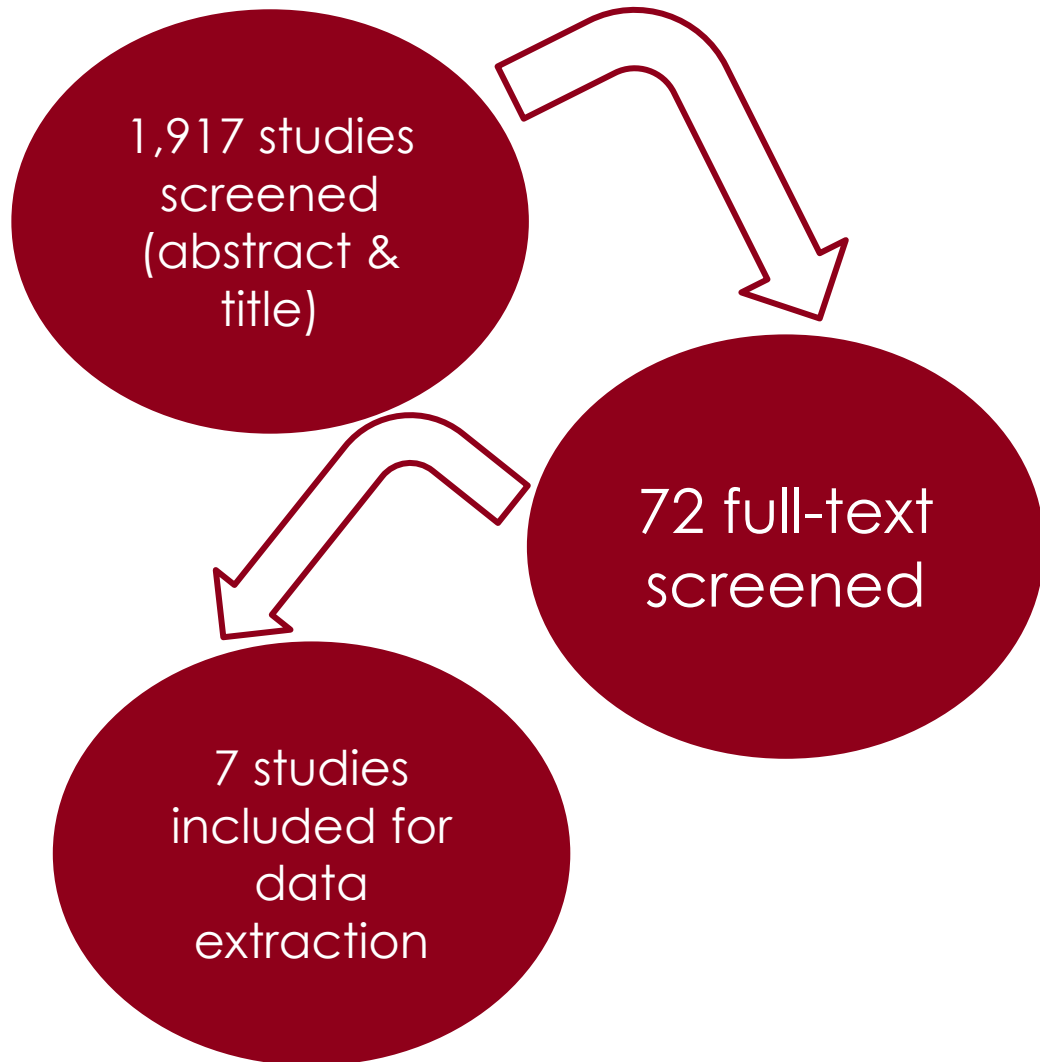 1,917 studies
screened
(abstract &
title)
72 full-text
screened
7 studies
included for
data
extraction